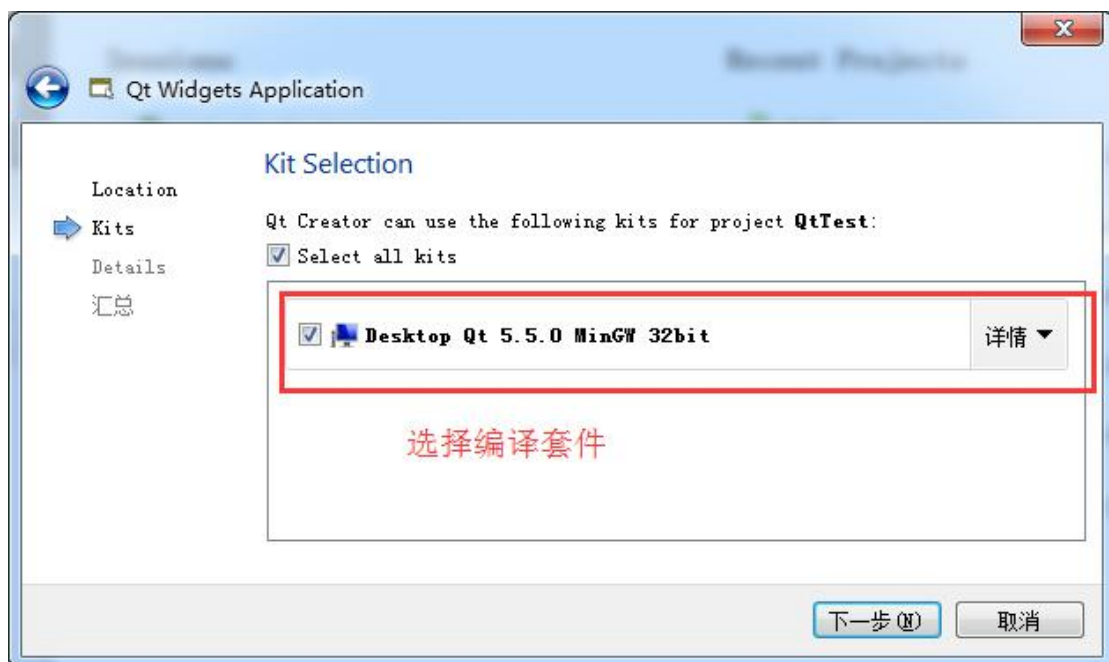 Recent Projects
Qt Widgets Application
Kit Selection
Location
Kits
Details
汇总
Qt Creator can use the following kits for project QtTest:
Select all kits
Desktop Qt 5.5.0 MinGW 32bit
详情
选择编译套件
下一步(N)
取消